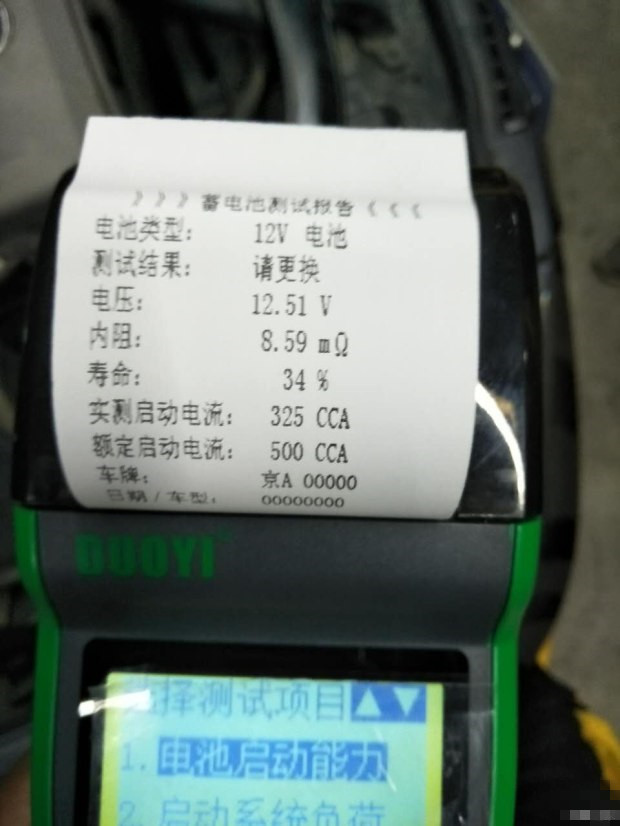 》》》蓄电池测试报告《《《
电池类型: 12V 电池
测试结果: 请更换
电压: 12.51 V
内阻: 8.59 mΩ
寿命: 34 %
实测启动电流: 325 CCA
额定启动电流: 500 CCA
车牌: 京A 00000
日期/车型: 00000000
DUOYI
选择测试项目▲▼
1. 电池启动能力
2. 启动系统负荷